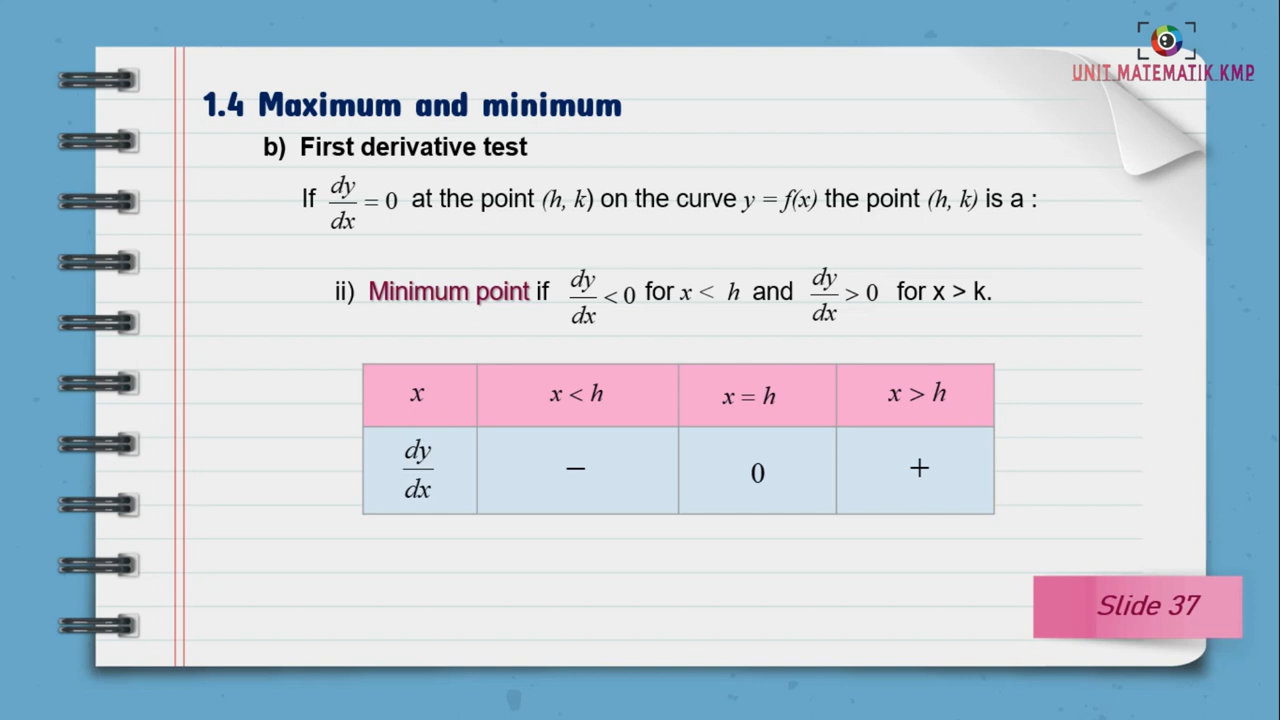 UNIT MATEMATIK KMP
1.4 Maximum and minimum
b) First derivative test
If dy/dx = 0 at the point (h, k) on the curve y = f(x) the point (h, k) is a :
ii) Minimum point if dy/dx < 0 for x < h and dy/dx > 0 for x > k.
x x < h x = h x > h
dy/dx − 0 +
Slide 37